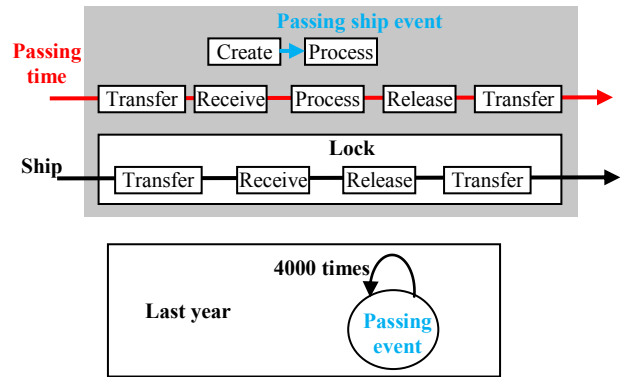 Passing ship event
Create Process
Passing
time
Transfer Receive Process Release Transfer
Lock
Ship
Transfer Receive Release Transfer
4000 times
Last year
Passing
event